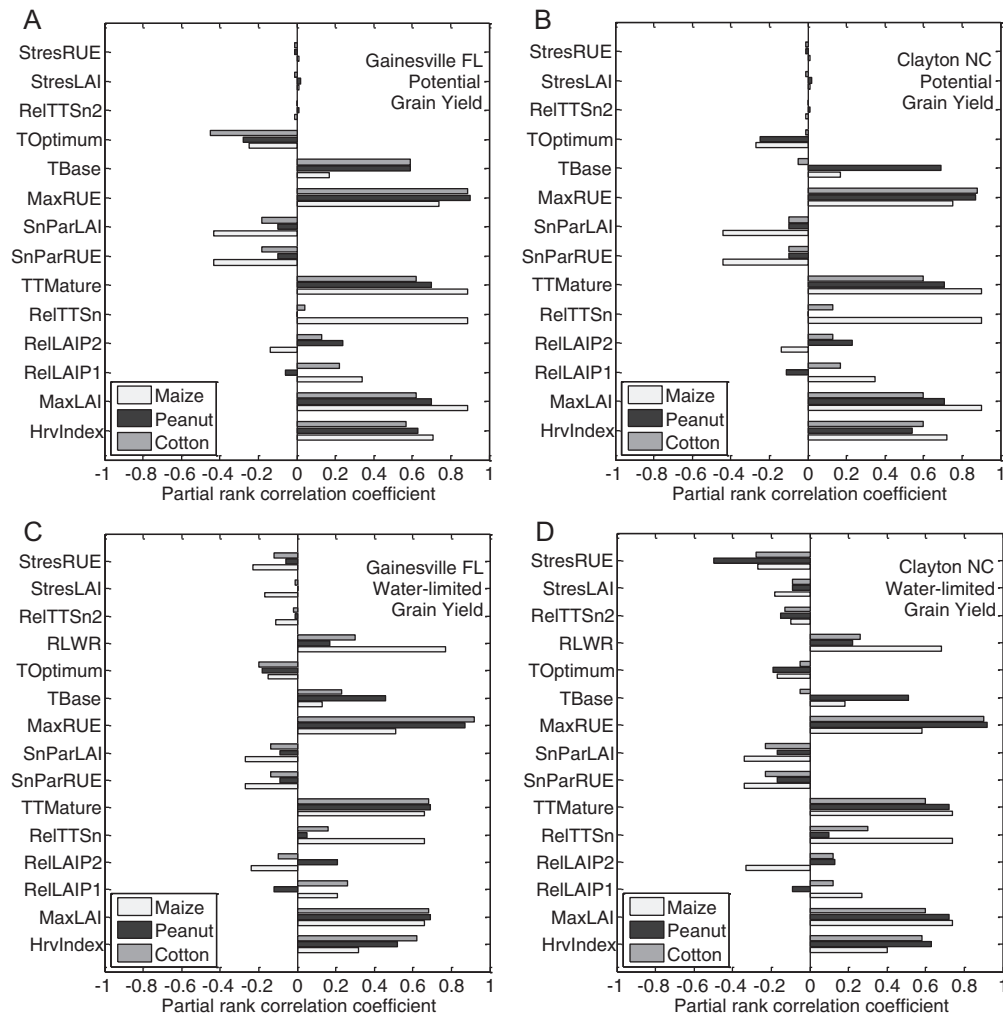 A
Gainesville FL
Potential
Grain Yield
StresRUE
StresLAI
RelTTSn2
TOptimum
TBase
MaxRUE
SnParLAI
SnParRUE
TTMature
RelTTSn
RelLAIP2
RelLAIP1
MaxLAI
HrvIndex
Maize
Peanut
Cotton
-1 -0.8 -0.6 -0.4 -0.2 0 0.2 0.4 0.6 0.8 1
Partial rank correlation coefficient
B
Clayton NC
Potential
Grain Yield
StresRUE
StresLAI
RelTTSn2
TOptimum
TBase
MaxRUE
SnParLAI
SnParRUE
TTMature
RelTTSn
RelLAIP2
RelLAIP1
MaxLAI
HrvIndex
Maize
Peanut
Cotton
-1 -0.8 -0.6 -0.4 -0.2 0 0.2 0.4 0.6 0.8 1
Partial rank correlation coefficient
C
Gainesville FL
Water-limited
Grain Yield
StresRUE
StresLAI
RelTTSn2
RLWR
TOptimum
TBase
MaxRUE
SnParLAI
SnParRUE
TTMature
RelTTSn
RelLAIP2
RelLAIP1
MaxLAI
HrvIndex
Maize
Peanut
Cotton
-1 -0.8 -0.6 -0.4 -0.2 0 0.2 0.4 0.6 0.8 1
Partial rank correlation coefficient
D
Clayton NC
Water-limited
Grain Yield
StresRUE
StresLAI
RelTTSn2
RLWR
TOptimum
TBase
MaxRUE
SnParLAI
SnParRUE
TTMature
RelTTSn
RelLAIP2
RelLAIP1
MaxLAI
HrvIndex
Maize
Peanut
Cotton
-1 -0.8 -0.6 -0.4 -0.2 0 0.2 0.4 0.6 0.8 1
Partial rank correlation coefficient